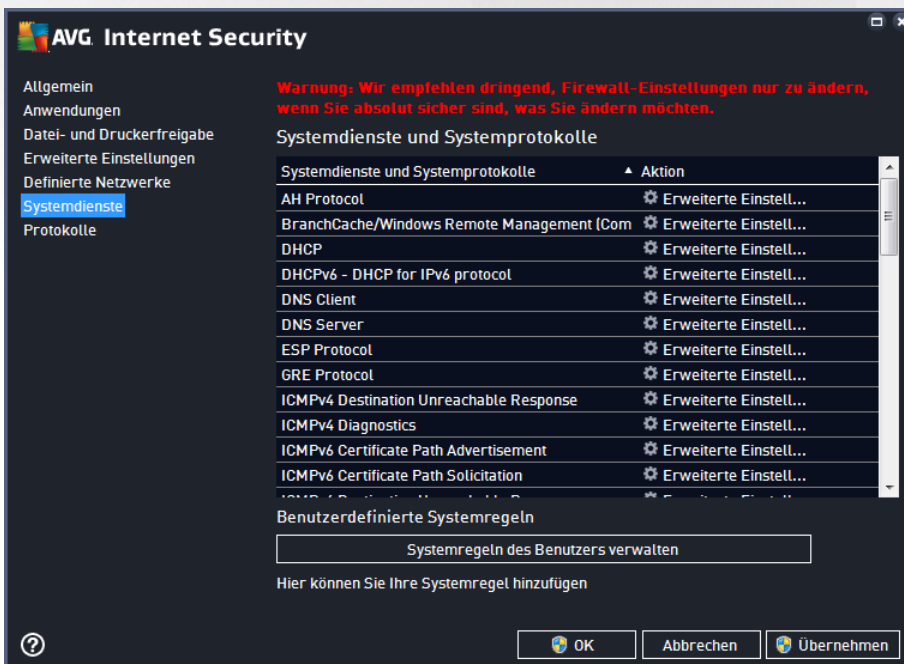 AVG Internet Security
Allgemein
Anwendungen
Datei- und Druckerfreigabe
Erweiterte Einstellungen
Definierte Netzwerke
Systemdienste
Protokolle
Warnung: Wir empfehlen dringend, Firewall-Einstellungen nur zu ändern,
wenn Sie absolut sicher sind, was Sie ändern möchten.
Systemdienste und Systemprotokolle
Systemdienste und Systemprotokolle Aktion
AH Protocol Erweiterte Einstell...
BranchCache/Windows Remote Management (Com Erweiterte Einstell...
DHCP Erweiterte Einstell...
DHCPv6 - DHCP for IPv6 protocol Erweiterte Einstell...
DNS Client Erweiterte Einstell...
DNS Server Erweiterte Einstell...
ESP Protocol Erweiterte Einstell...
GRE Protocol Erweiterte Einstell...
ICMPv4 Destination Unreachable Response Erweiterte Einstell...
ICMPv4 Diagnostics Erweiterte Einstell...
ICMPv6 Certificate Path Advertisement Erweiterte Einstell...
ICMPv6 Certificate Path Solicitation Erweiterte Einstell...
Benutzerdefinierte Systemregeln
Systemregeln des Benutzers verwalten
Hier können Sie Ihre Systemregel hinzufügen
OK Abbrechen Übernehmen